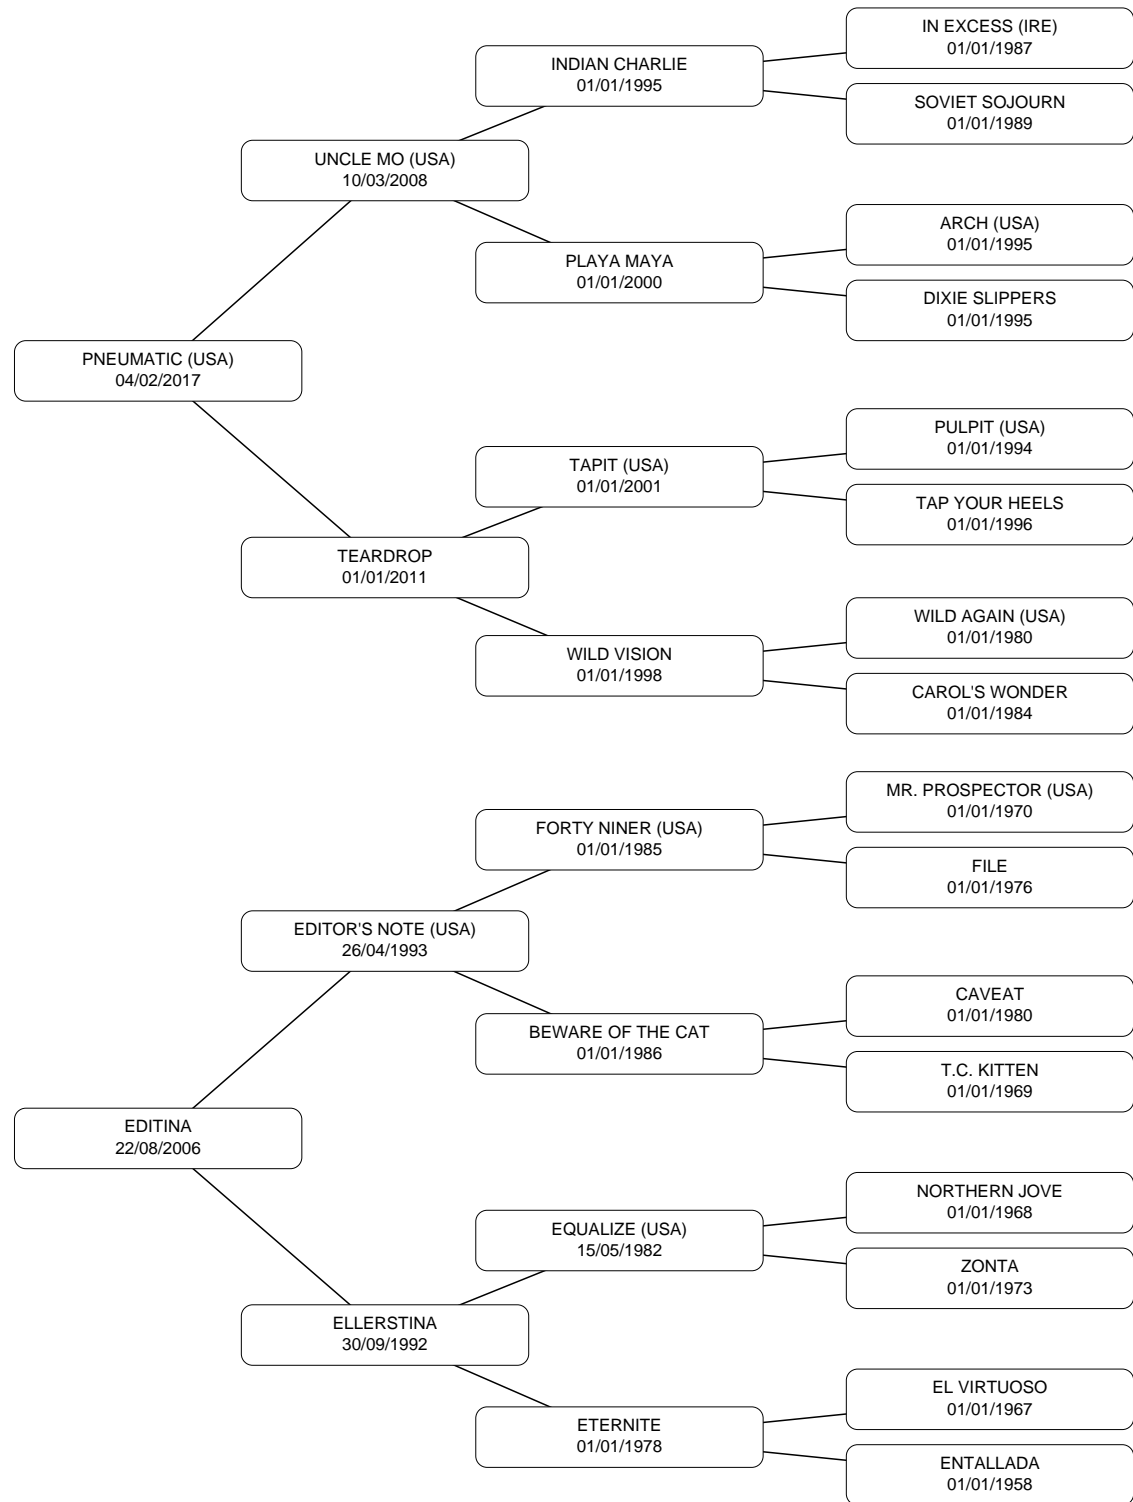 IN EXCESS (IRE)
01/01/1987
INDIAN CHARLIE
01/01/1995
SOVIET SOJOURN
01/01/1989
UNCLE MO (USA)
10/03/2008
ARCH (USA)
01/01/1995
PLAYA MAYA
01/01/2000
DIXIE SLIPPERS
01/01/1995
PNEUMATIC (USA)
04/02/2017
PULPIT (USA)
01/01/1994
TAPIT (USA)
01/01/2001
TAP YOUR HEELS
01/01/1996
TEARDROP
01/01/2011
WILD AGAIN (USA)
01/01/1980
WILD VISION
01/01/1998
CAROL'S WONDER
01/01/1984
MR. PROSPECTOR (USA)
01/01/1970
FORTY NINER (USA)
01/01/1985
FILE
01/01/1976
EDITOR'S NOTE (USA)
26/04/1993
CAVEAT
01/01/1980
BEWARE OF THE CAT
01/01/1986
T.C. KITTEN
01/01/1969
EDITINA
22/08/2006
NORTHERN JOVE
01/01/1968
EQUALIZE (USA)
15/05/1982
ZONTA
01/01/1973
ELLERSTINA
30/09/1992
EL VIRTUOSO
01/01/1967
ETERNITE
01/01/1978
ENTALLADA
01/01/1958